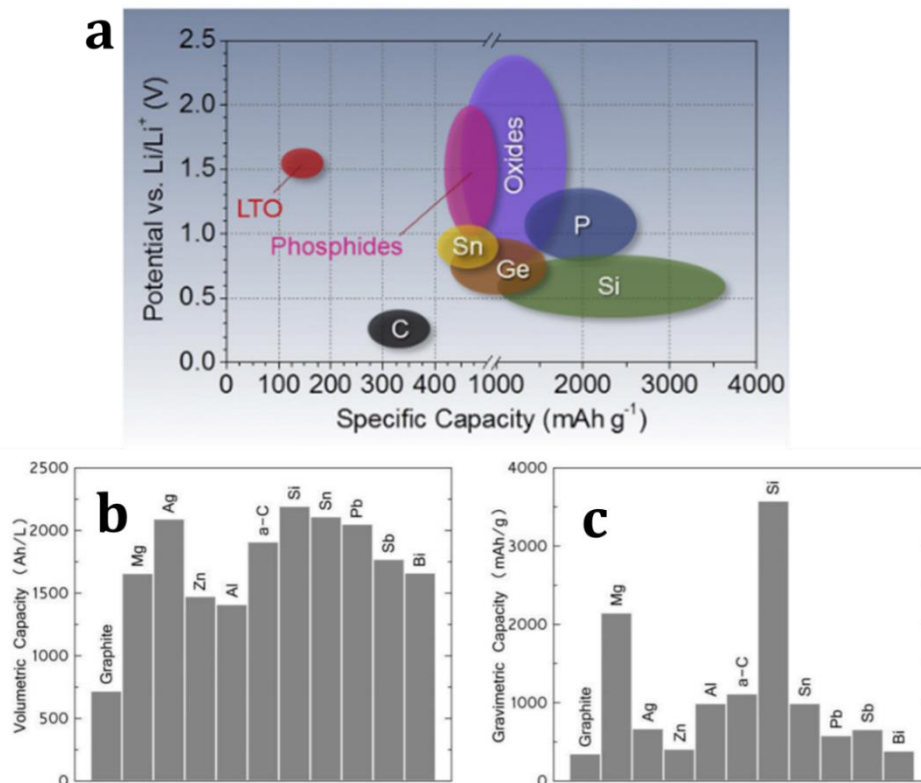 a
2.5
2.0
1.5
1.0
0.5
0.0
Potential vs. Li/Li⁺ (V)
LTO
Phosphides
Oxides
Sn
Ge
P
Si
C
0 100 200 300 400 1000 2000 3000 4000
Specific Capacity (mAh g⁻¹)
b
2500
2000
1500
1000
500
0
Volumetric Capacity (Ah/L)
Graphite
Mg
Ag
Zn
Al
a-C
Si
Sn
Pb
Sb
Bi
c
4000
3000
2000
1000
0
Gravimetric Capacity (mAh/g)
Graphite
Mg
Ag
Zn
Al
a-C
Si
Sn
Pb
Sb
Bi